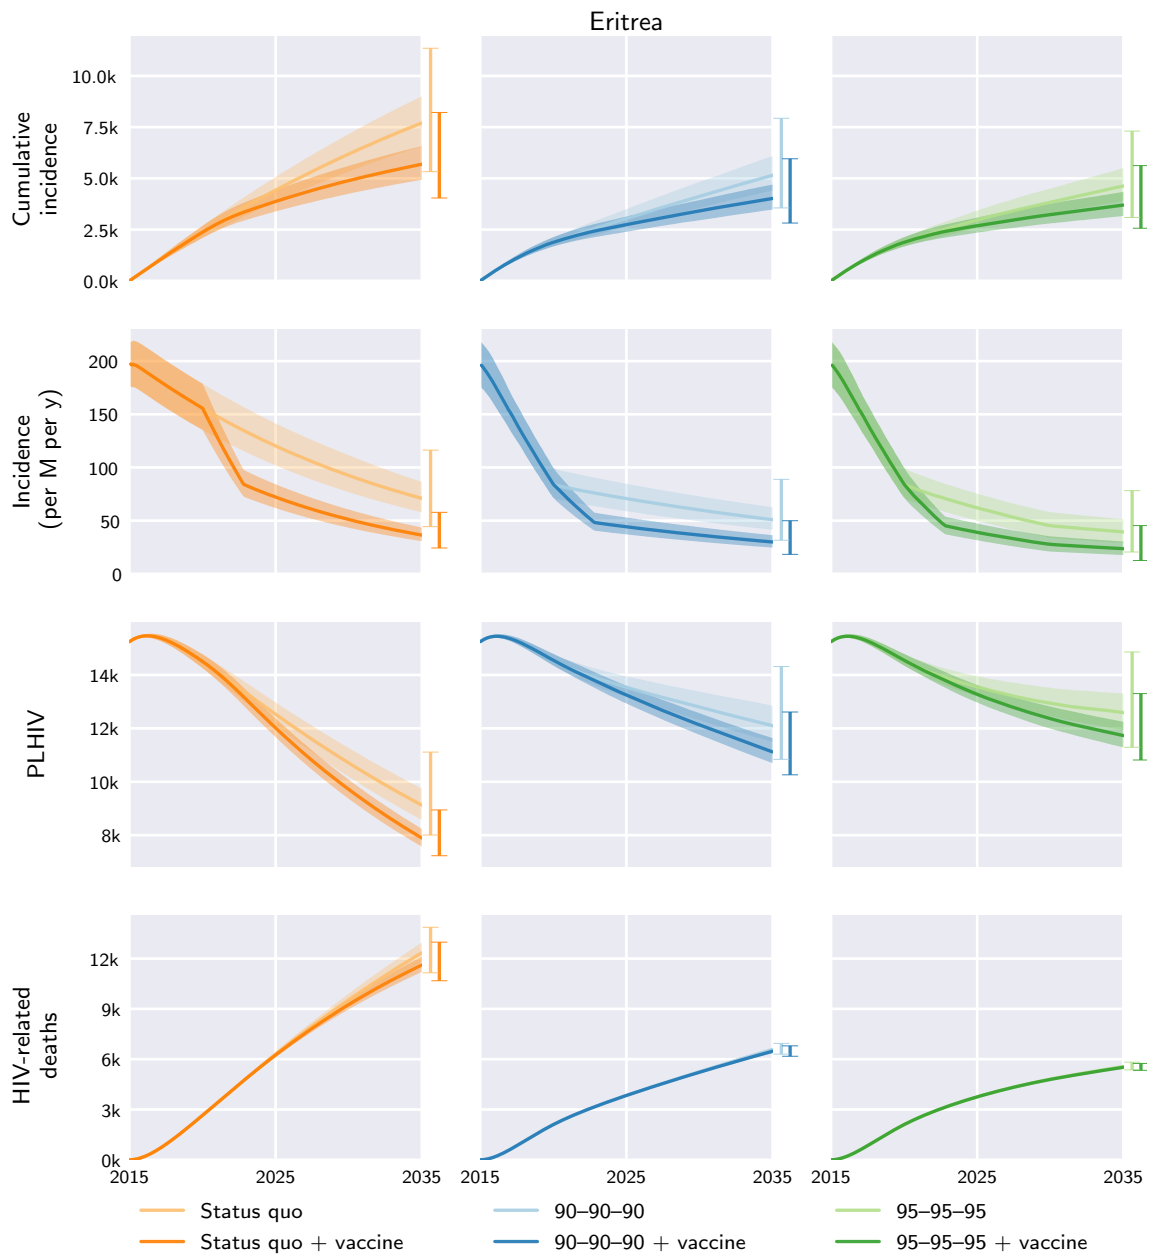 Eritrea
Cumulative
incidence
10.0k
7.5k
5.0k
2.5k
0.0k
Incidence
(per M per y)
200
150
100
50
0
PLHIV
14k
12k
10k
8k
HIV-related
deaths
12k
9k
6k
3k
0k
2015 2025 2035 2015 2025 2035 2015 2025 2035
Status quo 90–90–90 95–95–95
Status quo + vaccine 90–90–90 + vaccine 95–95–95 + vaccine